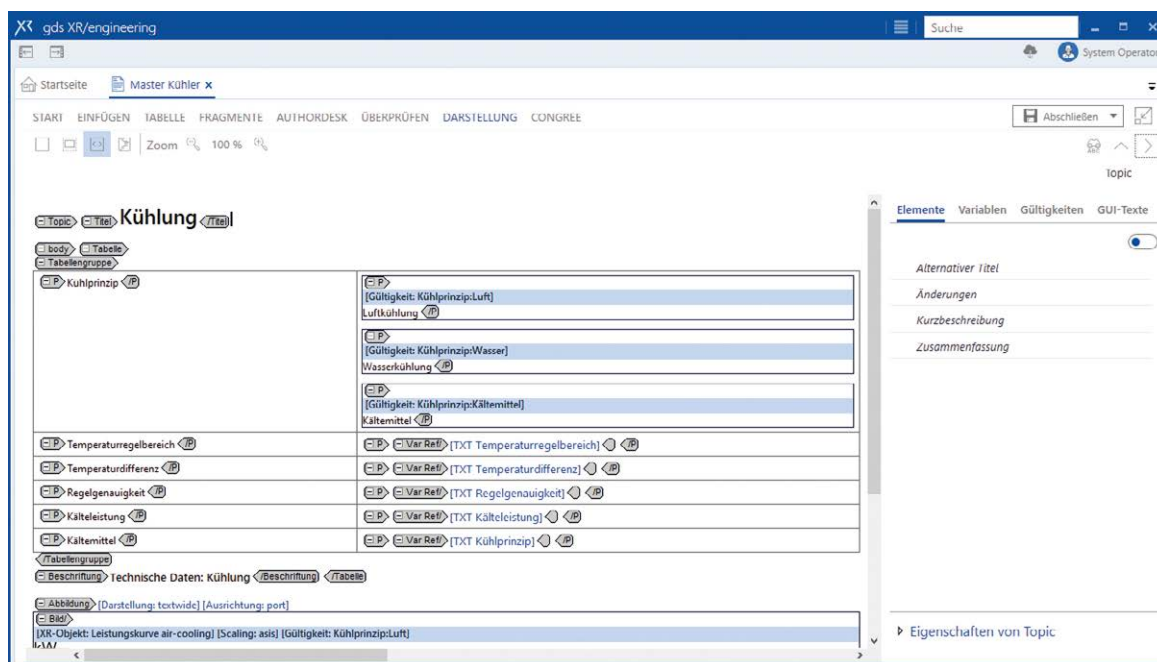 gds XR/engineering
Suche
System Operator
Startseite
Master Kühler x
START EINFÜGEN TABELLE FRAGMENTE AUTHORDESK ÜBERPRÜFEN DARSTELLUNG CONGREE
Abschließen
Zoom 100 %
ABC
Topic
Topic Titel Kühlung /Titel
Elemente Variablen Gültigkeiten GUI-Texte
body Tabelle
Tabellengruppe
P Kühlprinzip /P
P
[Gültigkeit: Kühlprinzip:Luft]
Luftkühlung /P
P
[Gültigkeit: Kühlprinzip:Wasser]
Wasserkühlung /P
P
[Gültigkeit: Kühlprinzip:Kältemittel]
Kältemittel /P
P Temperaturregelbereich /P P Var Ref/ [TXT Temperaturregelbereich] /P
P Temperaturdifferenz /P P Var Ref/ [TXT Temperaturdifferenz] /P
P Regelgenauigkeit /P P Var Ref/ [TXT Regelgenauigkeit] /P
P Kälteleistung /P P Var Ref/ [TXT Kälteleistung] /P
P Kältemittel /P P Var Ref/ [TXT Kühlprinzip] /P
/Tabellengruppe
Beschriftung Technische Daten: Kühlung /Beschriftung /Tabelle
Abbildung [Darstellung: textwide] [Ausrichtung: port]
Bild/
[XR-Objekt: Leistungskurve air-cooling] [Scaling: asis] [Gültigkeit: Kühlprinzip:Luft]
kW
Alternativer Titel
Änderungen
Kurzbeschreibung
Zusammenfassung
Eigenschaften von Topic